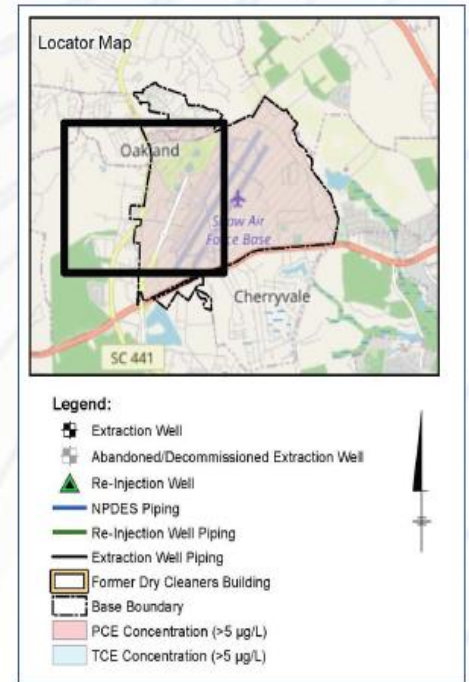 Locator Map
Oakland
Shaw Air
Force Base
Cherryvale
SC 441
Legend:
Extraction Well
Abandoned/Decommissioned Extraction Well
Re-Injection Well
NPDES Piping
Re-Injection Well Piping
Extraction Well Piping
Former Dry Cleaners Building
Base Boundary
PCE Concentration (>5 µg/L)
TCE Concentration (>5 µg/L)